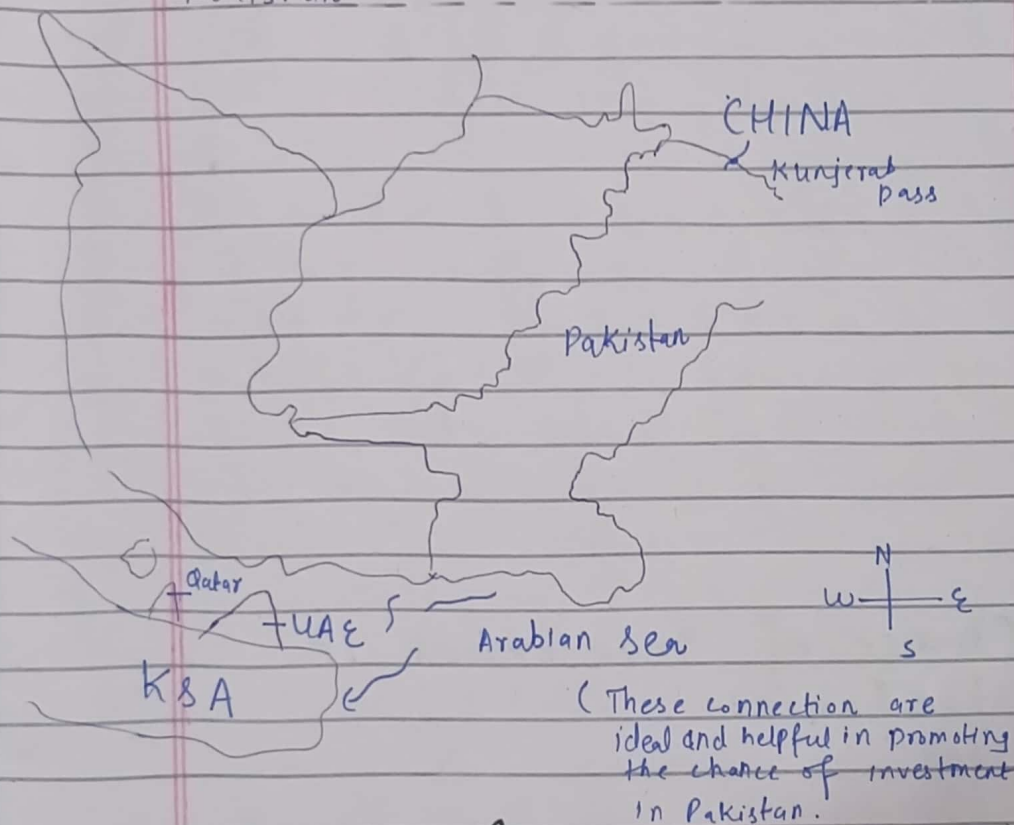 CHINA
Kunjerab
pass
Pakistan
N
W
E
S
Qatar
UAE
Arabian sea
KSA
( These connection are
ideal and helpful in promoting
the chance of investment
in Pakistan.